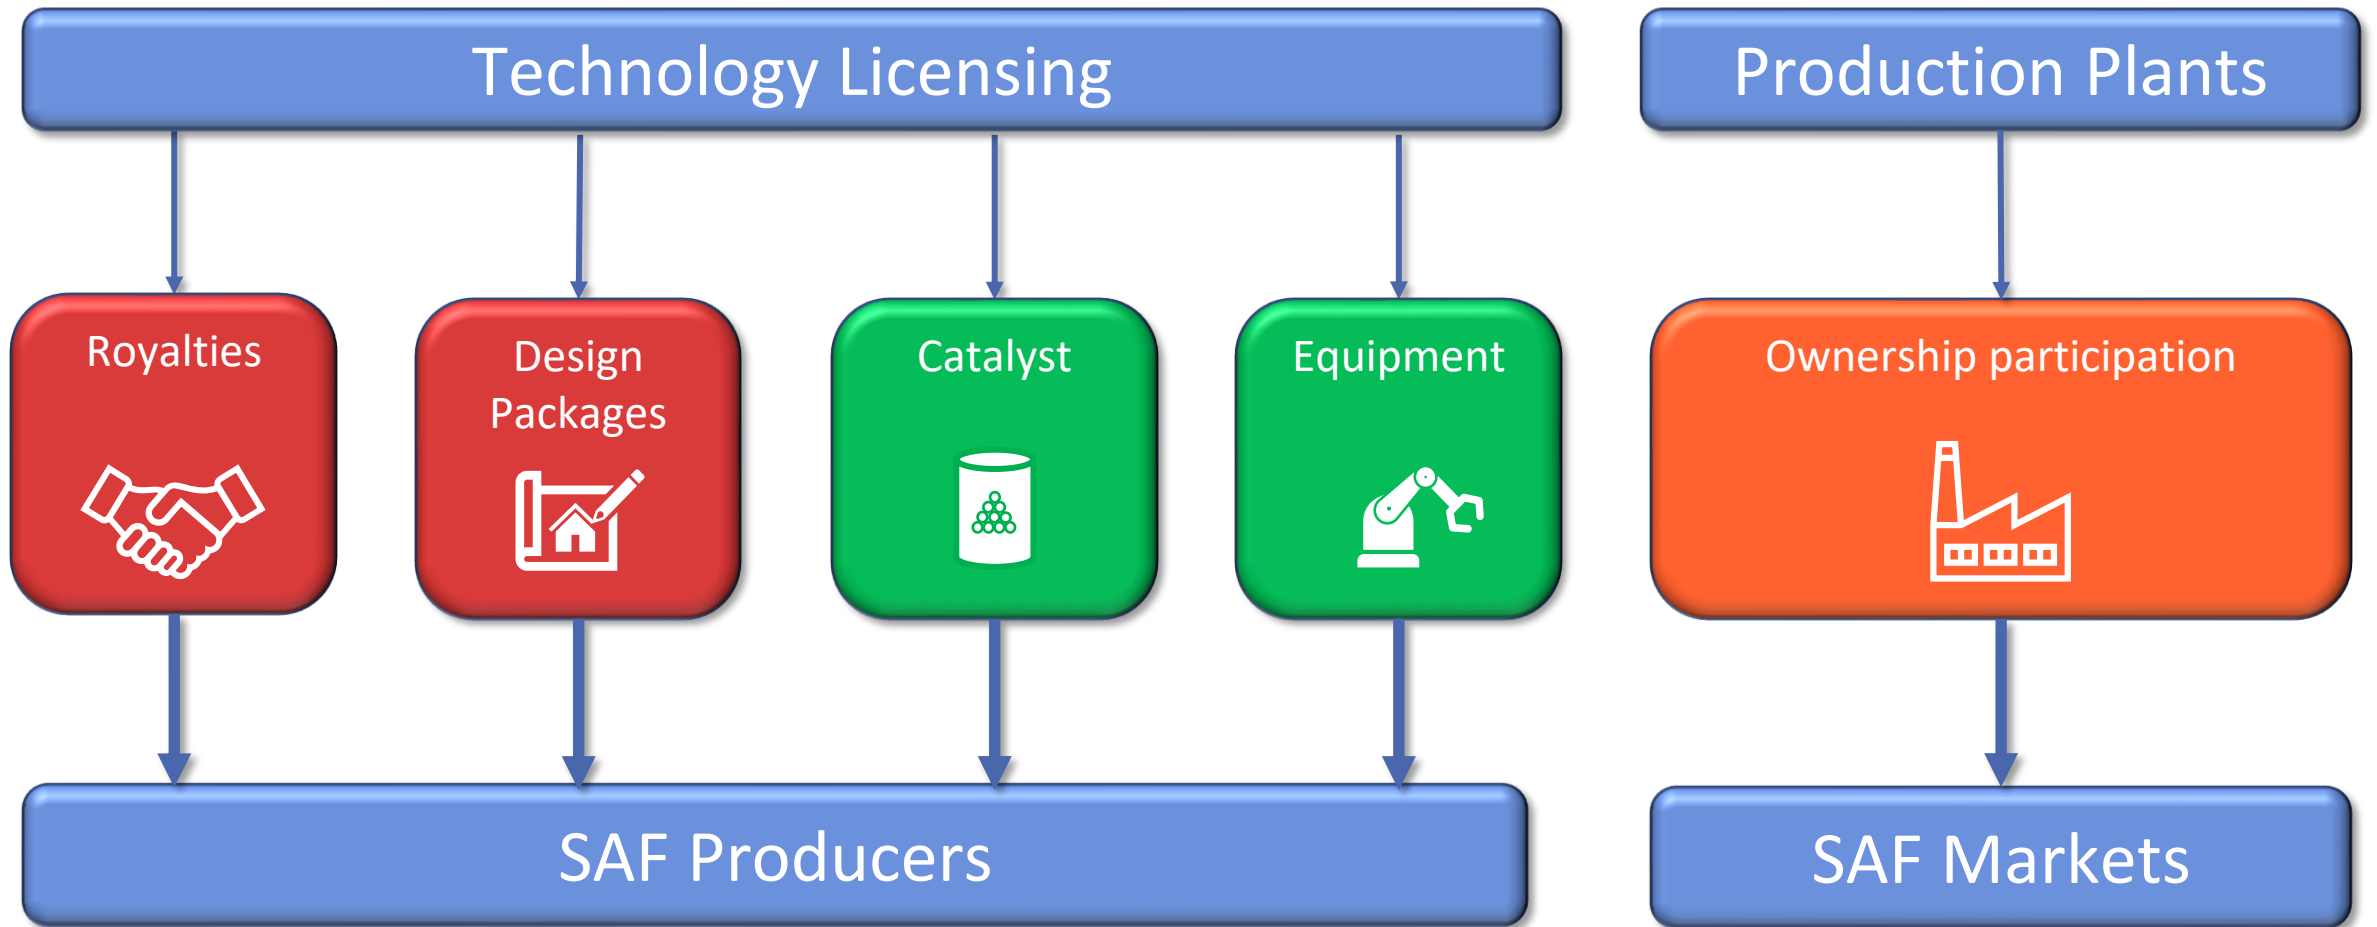 Technology Licensing
Production Plants
Royalties
Design
Packages
Catalyst
Equipment
Ownership participation
SAF Producers
SAF Markets